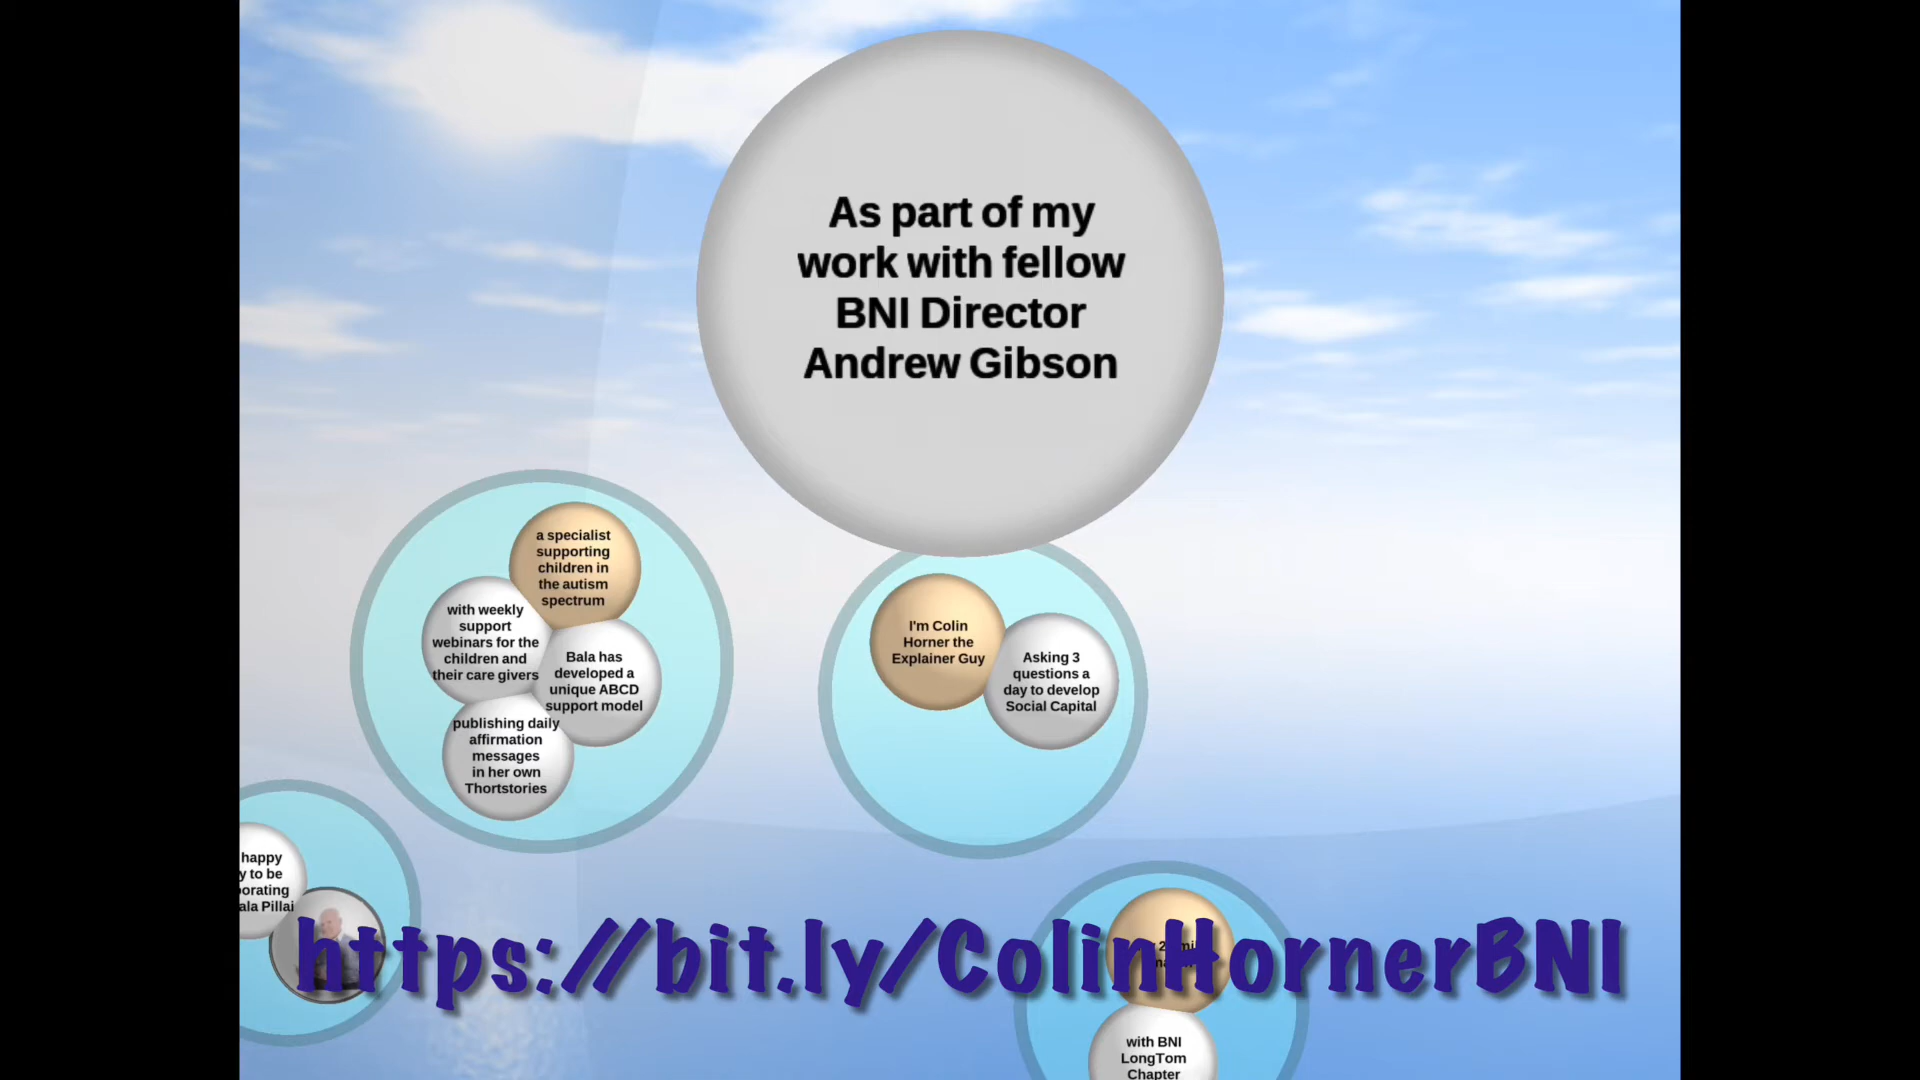 As part of my
work with fellow
BNI Director
Andrew Gibson
a specialist
supporting
children in
the autism
spectrum
with weekly
support
webinars for the
children and
their care givers
Bala has
developed a
unique ABCD
support model
publishing daily
affirmation
messages
in her own
Thortstories
I'm Colin
Horner the
Explainer Guy
Asking 3
questions a
day to develop
Social Capital
happy
to be
Pillai
https://bit.ly/ColinHornerBNI
with BNI
LongTom
Chapter